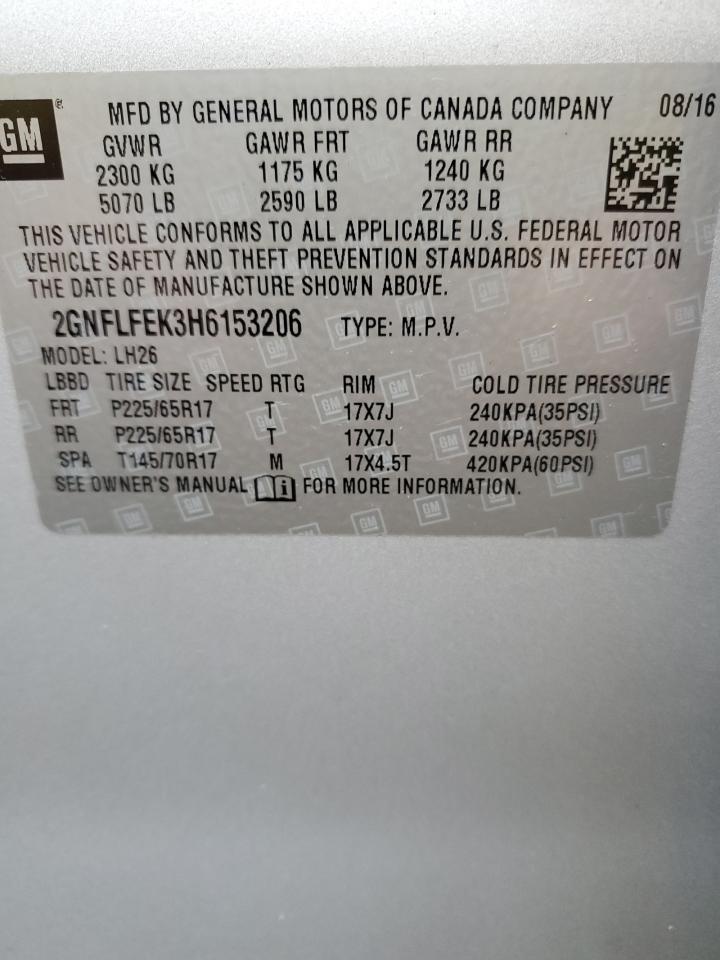 GM ® MFD BY GENERAL MOTORS OF CANADA COMPANY 08/16
GVWR GAWR FRT GAWR RR
2300 KG 1175 KG 1240 KG
5070 LB 2590 LB 2733 LB
THIS VEHICLE CONFORMS TO ALL APPLICABLE U.S. FEDERAL MOTOR
VEHICLE SAFETY AND THEFT PREVENTION STANDARDS IN EFFECT ON
THE DATE OF MANUFACTURE SHOWN ABOVE.
2GNFLFEK3H6153206 TYPE: M.P.V.
MODEL: LH26
LBBD TIRE SIZE SPEED RTG RIM COLD TIRE PRESSURE
FRT P225/65R17 T 17X7J 240KPA(35PSI)
RR P225/65R17 T 17X7J 240KPA(35PSI)
SPA T145/70R17 M 17X4.5T 420KPA(60PSI)
SEE OWNER'S MANUAL i FOR MORE INFORMATION.